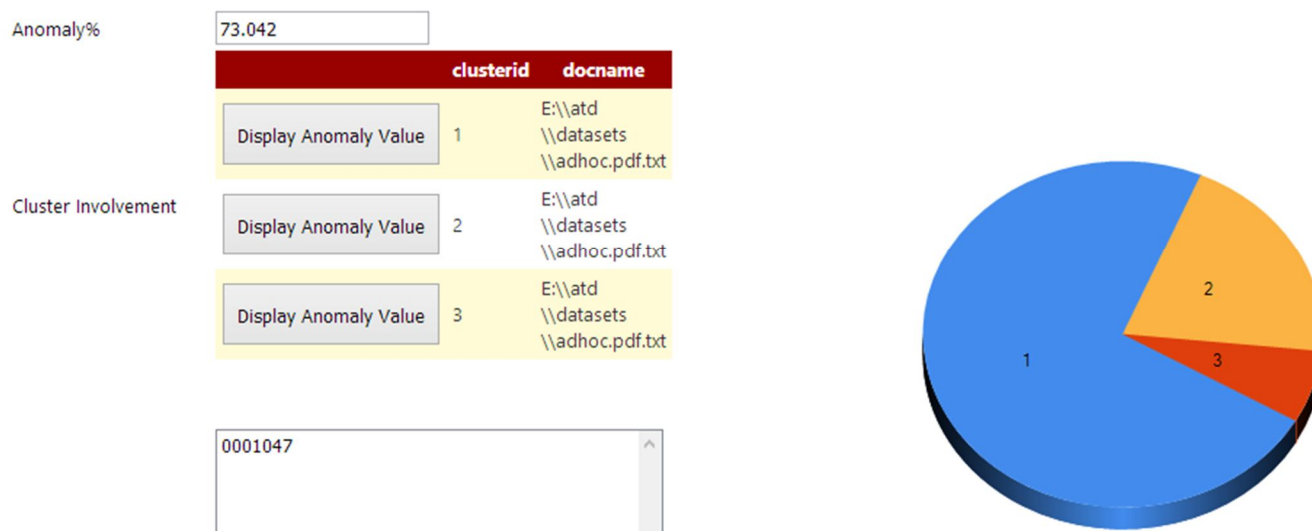 Anomaly%
73.042
clusterid docname
Display Anomaly Value 1 E:\\atd
\\datasets
\\adhoc.pdf.txt
Cluster Involvement
Display Anomaly Value 2 E:\\atd
\\datasets
\\adhoc.pdf.txt
Display Anomaly Value 3 E:\\atd
\\datasets
\\adhoc.pdf.txt
0001047
1
2
3